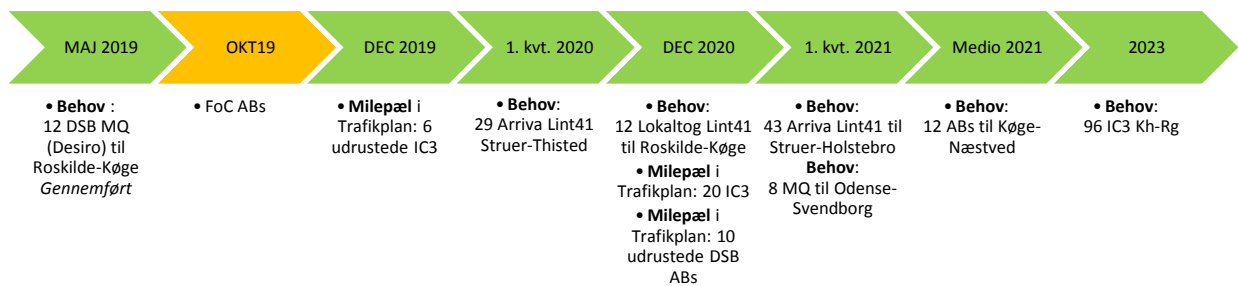 MAJ 2019
OKT19
DEC 2019
1. kvt. 2020
DEC 2020
1. kvt. 2021
Medio 2021
2023
• Behov :
12 DSB MQ
(Desiro) til
Roskilde-Køge
Gennemført
• FoC ABs
• Milepæl i
Trafikplan: 6
udrustede IC3
• Behov:
29 Arriva Lint41
Struer-Thisted
• Behov:
12 Lokaltog Lint41
til Roskilde-Køge
• Milepæl i
Trafikplan: 20 IC3
• Milepæl i
Trafikplan: 10
udrustede DSB
ABs
• Behov:
43 Arriva Lint41 til
Struer-Holstebro
Behov:
8 MQ til Odense-
Svendborg
• Behov:
12 ABs til Køge-
Næstved
• Behov:
96 IC3 Kh-Rg